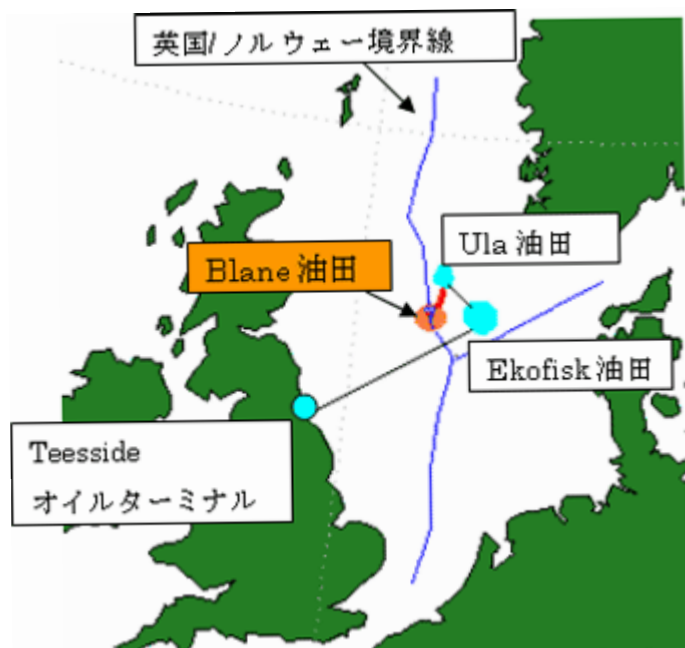 英国/ノルウェー境界線
Ula 油田
Blane 油田
Ekofisk 油田
Teesside
オイルターミナル